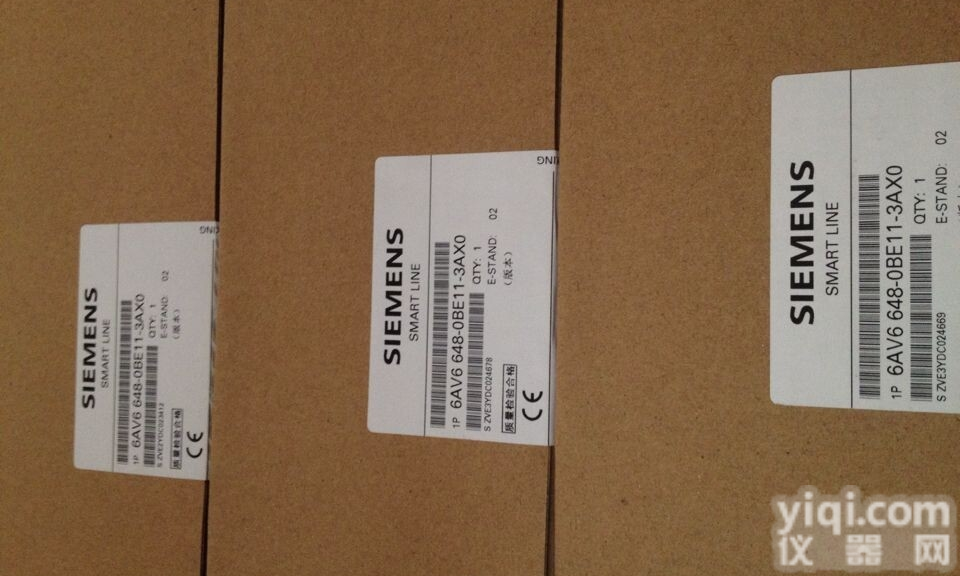 SIEMENS
SMART LINE
1P 6AV6 648-0BE11-3AX0
QTY: 1
S ZVE2YDC023412
E-STAND: 02
(版本)
质量检验合格
CE
SIEMENS
SMART LINE
1P 6AV6 648-0BE11-3AX0
QTY: 1
S ZVE3YDC024678
E-STAND: 02
(版本)
质量检验合格
CE
SIEMENS
SMART LINE
1P 6AV6 648-0BE11-3AX0
QTY: 1
S ZVE3YDC024669
E-STAND: 02
yiqi.com
仪器网